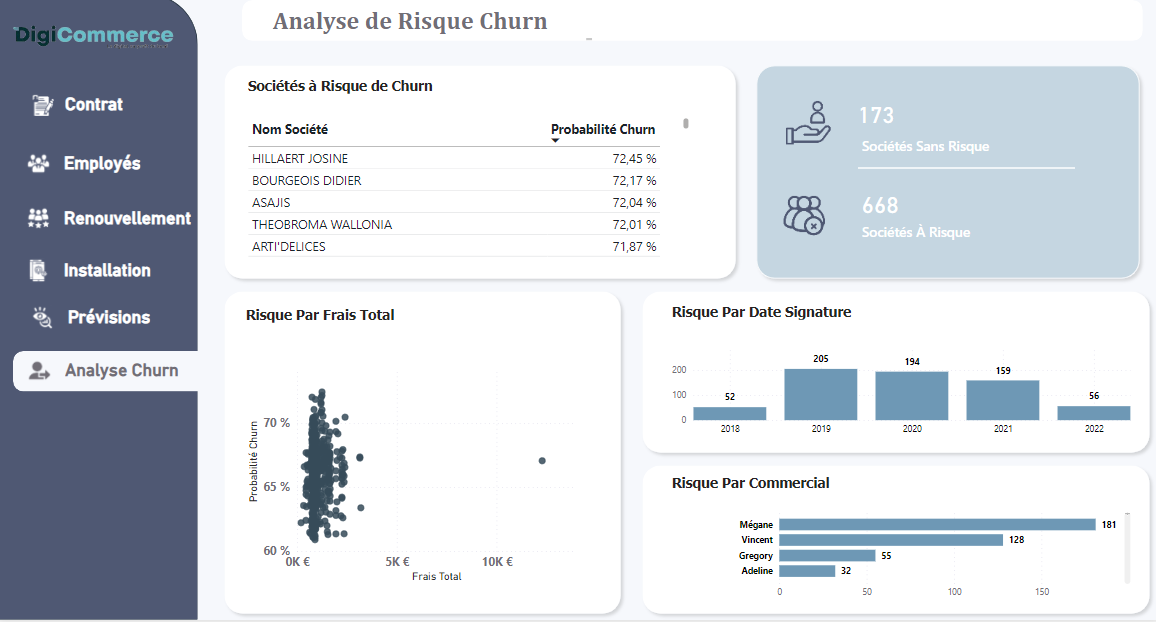 Analyse de Risque Churn
DigiCommerce
Contrat
Employés
Renouvellement
Installation
Prévisions
Analyse Churn
Sociétés à Risque de Churn
Nom Société Probabilité Churn
HILLAERT JOSINE 72,45 %
BOURGEOIS DIDIER 72,17 %
ASAJIS 72,04 %
THEOBROMA WALLONIA 72,01 %
ARTI'DELICES 71,87 %
173
Sociétés Sans Risque
668
Sociétés À Risque
Risque Par Frais Total
Probabilité Churn
70 %
65 %
60 %
0K € 5K € 10K €
Frais Total
Risque Par Date Signature
200
100
0
52 205 194 159 56
2018 2019 2020 2021 2022
Risque Par Commercial
Mégane 181
Vincent 128
Gregory 55
Adeline 32
0 50 100 150